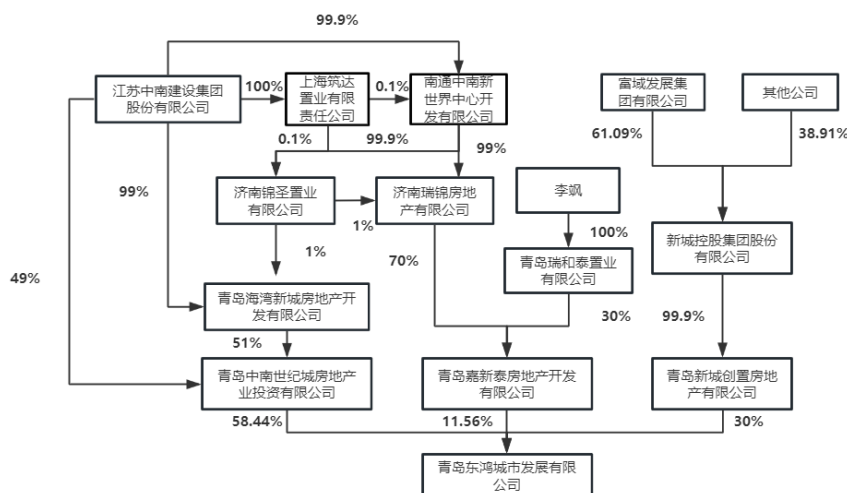 99.9%
江苏中南建设集团
股份有限公司
100%
上海筑达
置业有限
责任公司
0.1%
南通中南新
世界中心开
发有限公司
富域发展集
团有限公司
其他公司
61.09%
38.91%
0.1%
99.9%
99%
99%
济南锦圣置业
有限公司
1%
济南瑞锦房地
产有限公司
李飒
100%
新城控股集团股份
有限公司
49%
1%
70%
青岛瑞和泰置业
有限公司
青岛海湾新城房地产开
发有限公司
30%
99.9%
51%
青岛中南世纪城房地产
业投资有限公司
青岛嘉新泰房地产开发
有限公司
青岛新城创置房地
产有限公司
58.44%
11.56%
30%
青岛东鸿城市发展有限
公司